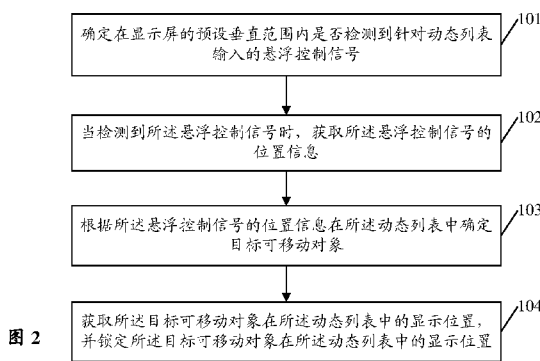 101
确定在显示屏的预设垂直范围内是否检测到针对动态列表
输入的悬浮控制信号
102
当检测到所述悬浮控制信号时，获取所述悬浮控制信号的
位置信息
103
根据所述悬浮控制信号的位置信息在所述动态列表中确定
目标可移动对象
104
获取所述目标可移动对象在所述动态列表中的显示位置，
并锁定所述目标可移动对象在所述动态列表中的显示位置
图 2